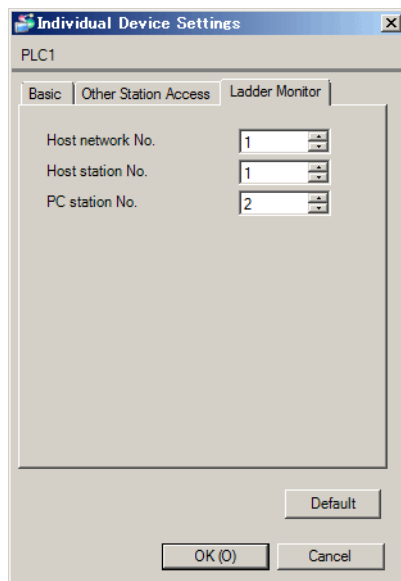 Individual Device Settings
PLC1
Basic Other Station Access Ladder Monitor
Host network No. 1
Host station No. 1
PC station No. 2
Default
OK (O) Cancel